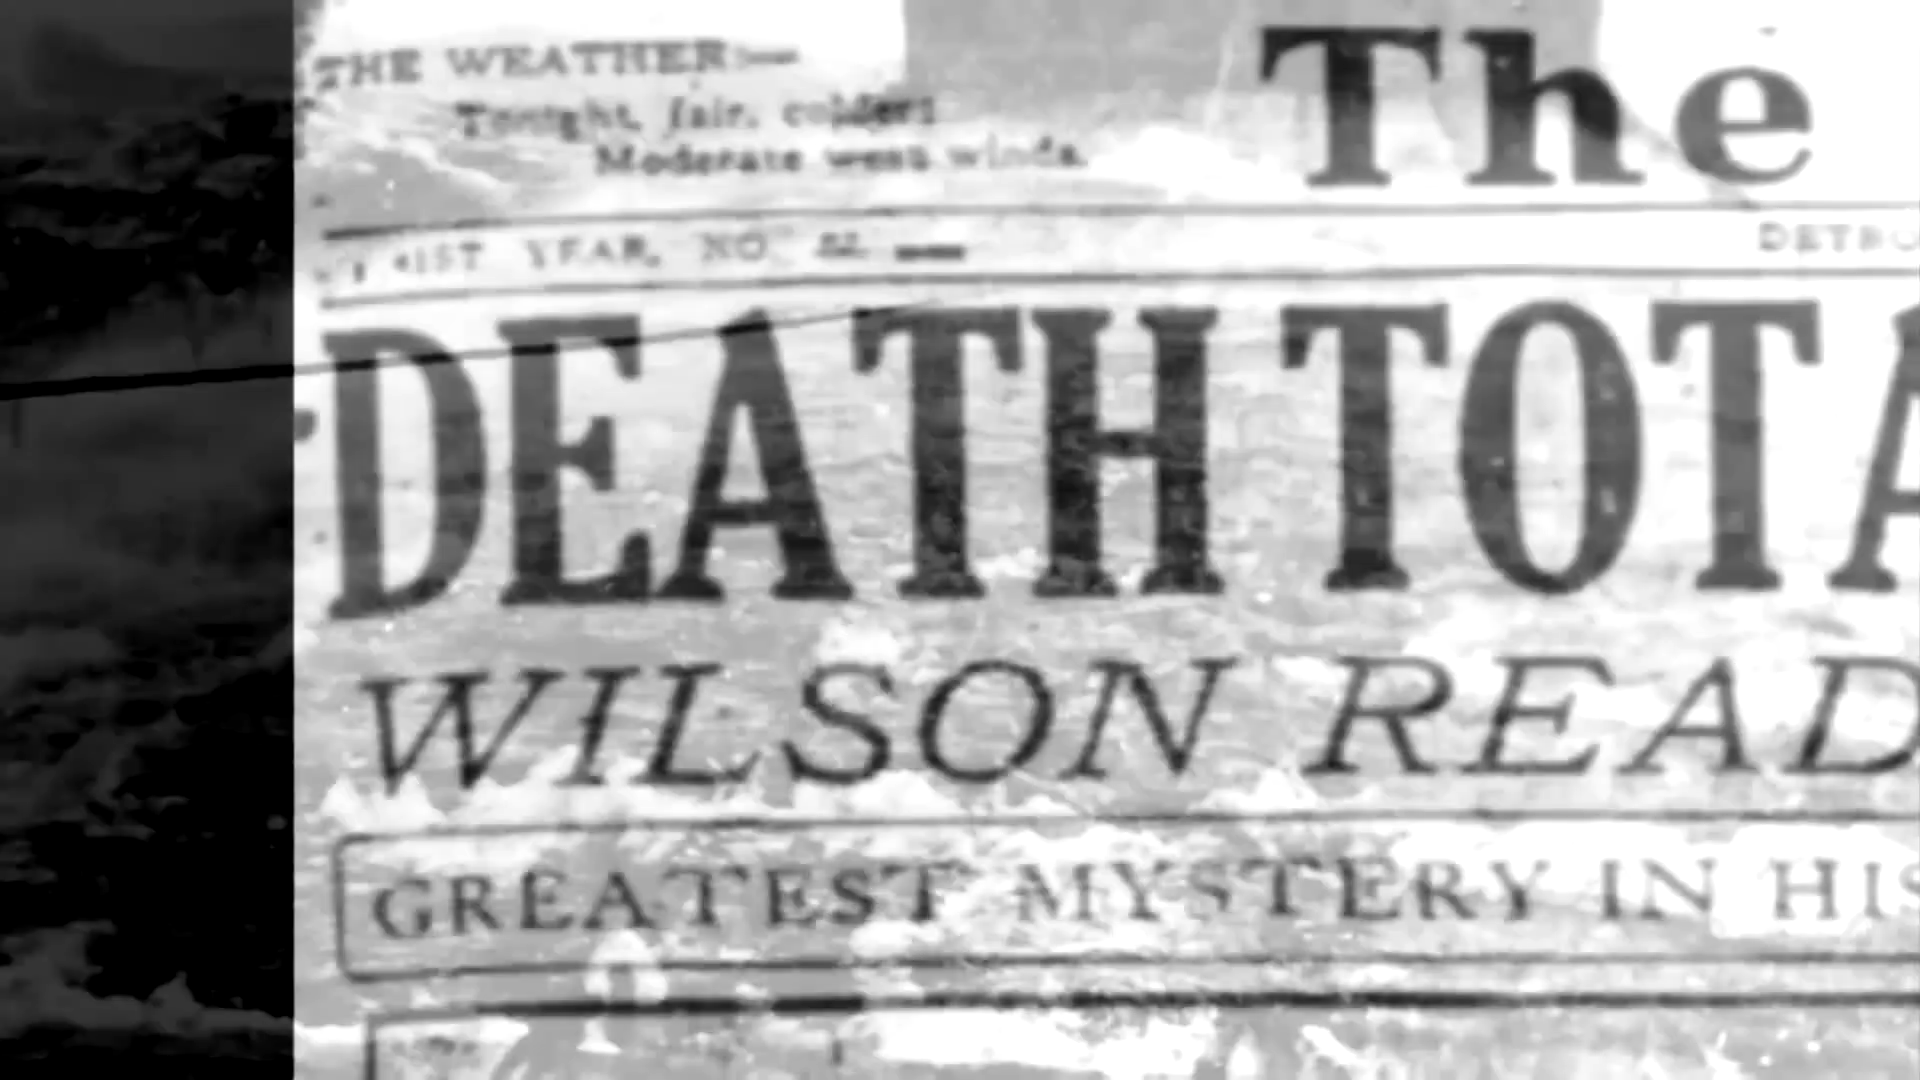 THE WEATHER:—
Tonight, fair, colder;
Moderate west winds.
The
41ST YEAR, NO. 52
DETRO
DEATH TOTA
WILSON READ
GREATEST MYSTERY IN HIS